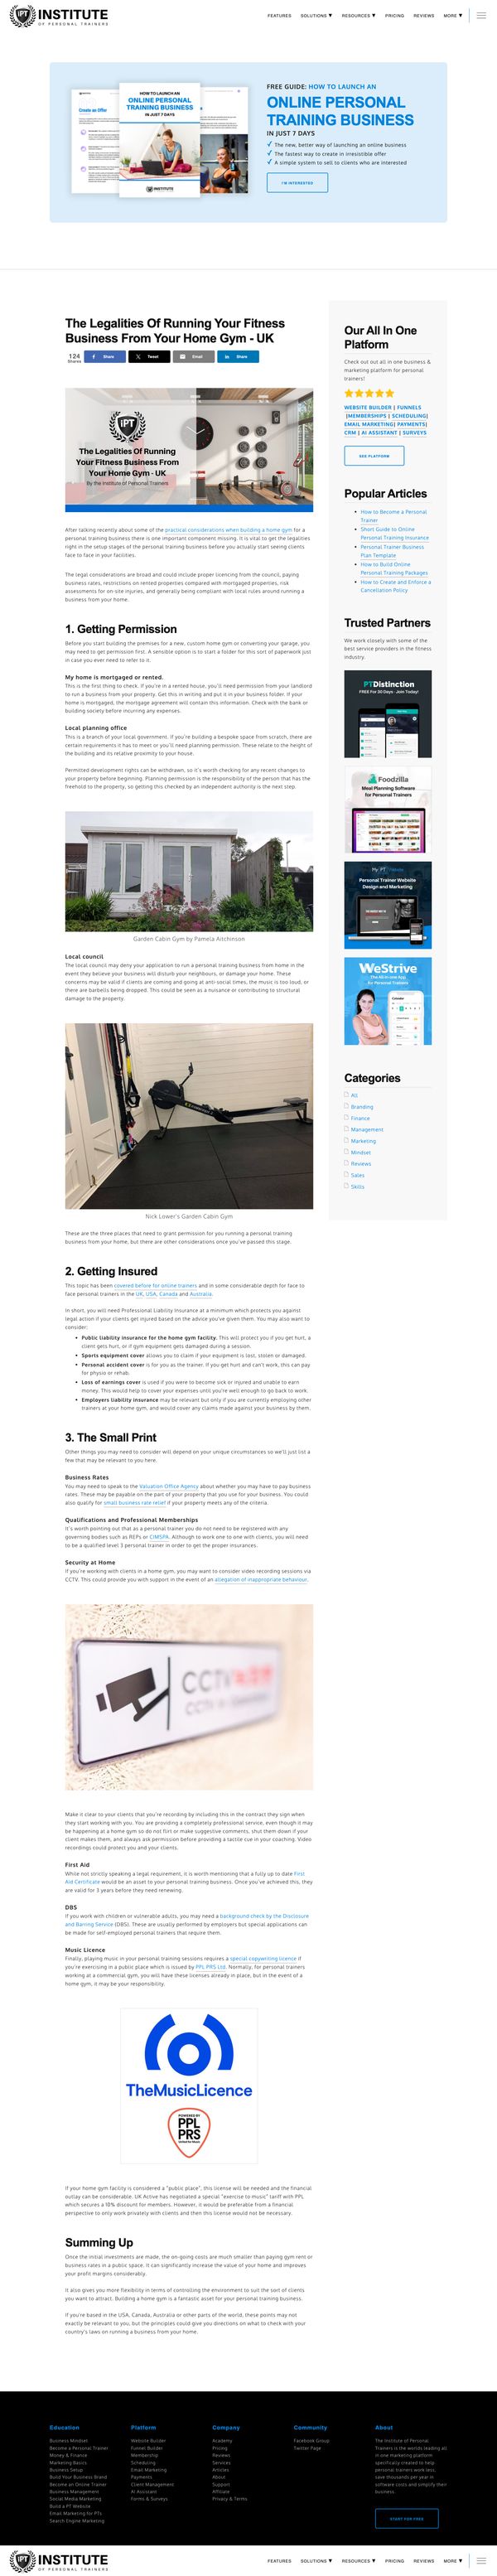 INSTITUTE
OF PERSONAL TRAINERS
FEATURES SOLUTIONS ▼ RESOURCES ▼ PRICING REVIEWS MORE ▼
HOW TO LAUNCH AN
ONLINE PERSONAL
TRAINING BUSINESS
IN JUST 7 DAYS
FREE GUIDE: HOW TO LAUNCH AN
ONLINE PERSONAL
TRAINING BUSINESS
IN JUST 7 DAYS
✓ The new, better way of launching an online business
✓ The fastest way to create in irresistible offer
✓ A simple system to sell to clients who are interested
I'M INTERESTED
The Legalities Of Running Your Fitness
Business From Your Home Gym - UK
124
Shares
Share
Tweet
Email
Share
IPT
The Legalities Of Running
Your Fitness Business From
Your Home Gym - UK
By the Institute of Personal Trainers
After talking recently about some of the practical considerations when building a home gym for a
personal training business, there's one important component missing. It is vital to get the legalities
right in the setup stages of the business to prevent any problems later down the line, seeing clients
face to face in your facilities.
The legal considerations could include properly notifying the council, paying
business rates, making sure you're compliant with mortgaged properties, risk
assessments for on-site injuries, and generally being covered for operating a
business from your home.
1. Getting Permission
Before you start building the premises for a new, custom home gym or converting your garage, you
may need to get permission first. A sensible option is to start a folder for this sort of paperwork just
in case you ever need to refer to it.
My home is mortgaged or rented.
This is the first thing to check. If you're in a rented house, you'll need permission from your landlord
to run a business from your property. Get this in writing and put it in your business folder. If your
home is mortgaged, the mortgage agreement will contain this information. Check with the bank or
building society before incurring any expenses.
Local planning office
This is a branch of your local government. If you're building a bespoke space from scratch, there are
certain requirements it has to meet or you'll need planning permission. These relate to the height of
the building and its relative proximity to your house.
Permitted development rights can be withdrawn, so it's worth checking for any recent changes to
your property before beginning. Planning permission is the responsibility of the person that has the
freehold to the property, so getting this checked by an independent authority is the next step.
Garden Cabin Gym by Pamela Aitchinson
Local council
The local council may deny your application to run a personal training business from home in the
event they believe your business will disturb your neighbours, or damage your home. These
concerns may be valid if clients are coming and going at anti-social times, the music is too loud, or
there are barbells being dropped. This could be seen as a nuisance or contributing to structural
damage to the property.
Nick Lower's Garden Cabin Gym
These are the three places that need to grant permission for you running a personal training
business from your home, but there are other considerations once you've passed this stage.
2. Getting Insured
This topic has been covered before for online trainers and in some considerable depth for face to
face personal trainers in the UK, USA, Canada and Australia.
In short, you will need Professional Liability Insurance at a minimum which protects you against
legal action if your clients get injured based on the advice you've given them. You may also want to
consider:
• Public liability insurance for the home gym facility. This will protect you if you get hurt, a
client gets hurt, or if gym equipment gets damaged during a session.
• Sports equipment cover allows you to claim if your equipment is lost, stolen or damaged.
• Personal accident cover is for you as the trainer. If you get hurt and can't work, this can pay
for physio or rehab.
• Loss of earnings cover is used if you were to become sick or injured and unable to earn
money. This would help to cover your expenses until you're well enough to go back to work.
• Employers liability insurance may be relevant but only if you are currently employing other
trainers at your home gym, and would cover any claims made against your business by them.
3. The Small Print
Other things you may need to consider will depend on your unique circumstances so we'll just list a
few that may be relevant to you here.
Business Rates
You may need to speak to the Valuation Office Agency about whether you may have to pay business
rates. These may be payable on the part of your property that you use for your business. You could
also qualify for small business rate relief if your property meets any of the criteria.
Qualifications and Professional Memberships
It's worth pointing out that as a personal trainer you do not need to be registered with any
governing bodies such as REPs or CIMSPA. Although to work one to one with clients, you will need
to be a qualified level 3 personal trainer in order to get the proper insurances.
Security at Home
If you're working with clients in a home gym, you may want to consider video recording sessions via
CCTV. This could provide you with support in the event of an allegation of inappropriate behaviour.
CCTV
Make it clear to your clients that you're recording by including this in the contract they sign when
they start working with you. You are providing a completely professional service, even though it may
be happening at a home gym so do not flirt or make suggestive comments, shut them down if your
client makes them, and always ask permission before providing a tactile cue in your coaching. Video
recordings could protect you and your clients.
First Aid
While not strictly speaking a legal requirement, it is worth mentioning that a fully up to date First
Aid Certificate would be an asset to your personal training business. Once you've achieved this, they
are valid for 3 years before they need renewing.
DBS
If you work with children or vulnerable adults, you may need a background check by the Disclosure
and Barring Service (DBS). These are usually performed by employers but special applications can
be made for self-employed personal trainers that require them.
Music Licence
Finally, playing music in your personal training sessions requires a special copywriting licence if
you're exercising in a public place which is issued by PPL PRS Ltd. Normally, for personal trainers
working at a commercial gym, you will have these licenses already in place, but in the event of a
home gym, it may be your responsibility.
TheMusicLicence
POWERED BY
PPL
PRS
If your home gym facility is considered a "public place", this license will be needed and the financial
outlay can be considerable. UK Active has negotiated a special "exercise to music" tariff with PPL
which secures a 10% discount for members. However, it would be preferable from a financial
perspective to only work privately with clients and then this license would not be necessary.
Summing Up
Once the initial investments are made, the on-going costs are much smaller than paying gym rent or
business rates in a public space. It can significantly increase the value of your home and improves
your profit margins considerably.
It also gives you more flexibility in terms of controlling the environment to suit the sort of clients
you want to attract. Building a home gym is a fantastic asset for your personal training business.
If you're based in the USA, Canada, Australia or other parts of the world, these points may not
exactly be relevant to you, but the principles could give you directions on what to check with your
country's laws on running a business from your home.
Our All In One
Platform
Check out out all in one business &
marketing platform for personal
trainers!
WEBSITE BUILDER | FUNNELS
|MEMBERSHIPS | SCHEDULING|
EMAIL MARKETING| PAYMENTS|
CRM | AI ASSISTANT | SURVEYS
SEE PLATFORM
Popular Articles
• How to Become a Personal
Trainer
• Short Guide to Online
Personal Training Insurance
• Personal Trainer Business
Plan Template
• How to Build Online
Personal Training Packages
• How to Create and Enforce a
Cancellation Policy
Trusted Partners
We work closely with some of the
best service providers in the fitness
industry.
PTDistinction
FREE For 30 Days - Join Today!
Foodzilla
Meal Planning Software
for Personal Trainers
My PT
Personal Trainer Website
Design and Marketing
WeStrive
The All in one App
for Personal Trainers
Categories
All
Branding
Finance
Management
Marketing
Mindset
Reviews
Sales
Skills
Education
Business Mindset
Become a Personal Trainer
Money & Finance
Marketing Basics
Business Setup
Build Your Business Brand
Become an Online Trainer
Business Management
Social Media Marketing
Build a PT Website
Email Marketing for PTs
Search Engine Marketing
Platform
Website Builder
Funnel Builder
Membership
Scheduling
Email Marketing
Payments
Client Management
AI Assistant
Forms & Surveys
Company
Academy
Pricing
Reviews
Services
Articles
About
Support
Affiliate
Privacy & Terms
Community
Facebook Group
Twitter Page
About
The Institute of Personal
Trainers is the worlds leading all
in one marketing platform
specifically created to help
personal trainers work less,
save thousands per year in
software costs and simplify their
business.
START FOR FREE
INSTITUTE
OF PERSONAL TRAINERS
FEATURES SOLUTIONS ▼ RESOURCES ▼ PRICING REVIEWS MORE ▼